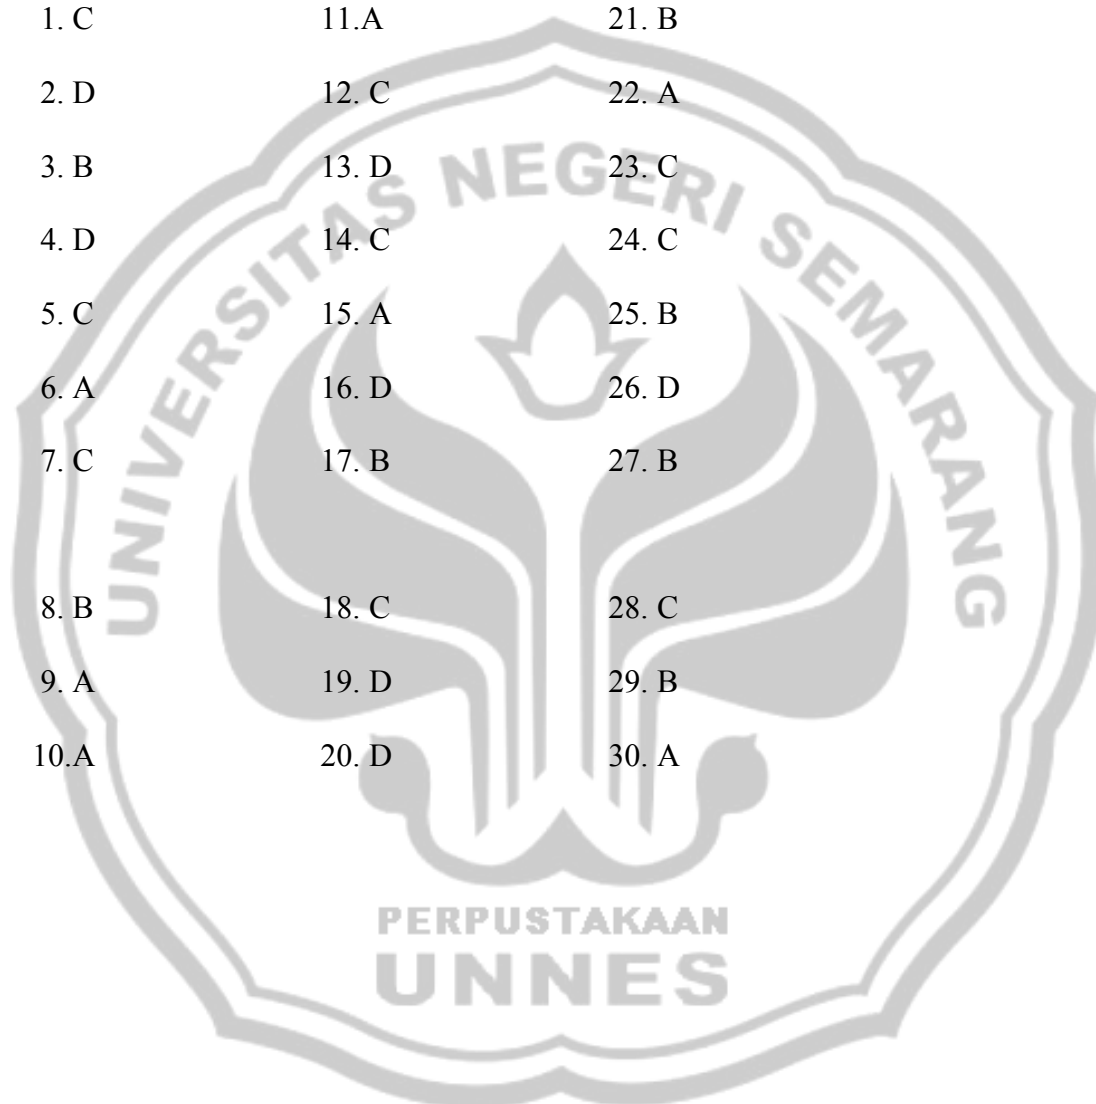 1. C
2. D
3. B
4. D
5. C
6. A
7. C
8. B
9. A
10.A
11.A
12. C
13. D
14. C
15. A
16. D
17. B
18. C
19. D
20. D
21. B
22. A
23. C
24. C
25. B
26. D
27. B
28. C
29. B
30. A
UNIVERSITAS NEGERI SEMARANG
PERPUSTAKAAN
UNNES